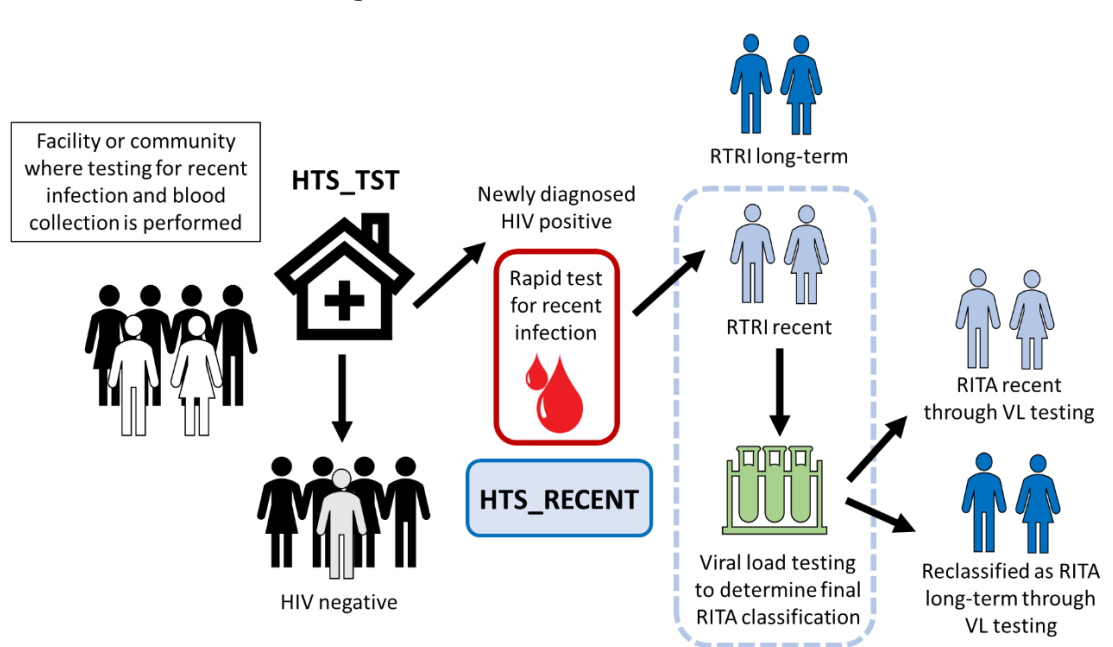 Facility or community
where testing for recent
infection and blood
collection is performed
HTS_TST
Newly diagnosed
HIV positive
Rapid test
for recent
infection
HTS_RECENT
HIV negative
RTRI long-term
RTRI recent
Viral load testing
to determine final
RITA classification
RITA recent
through VL testing
Reclassified as RITA
long-term through
VL testing